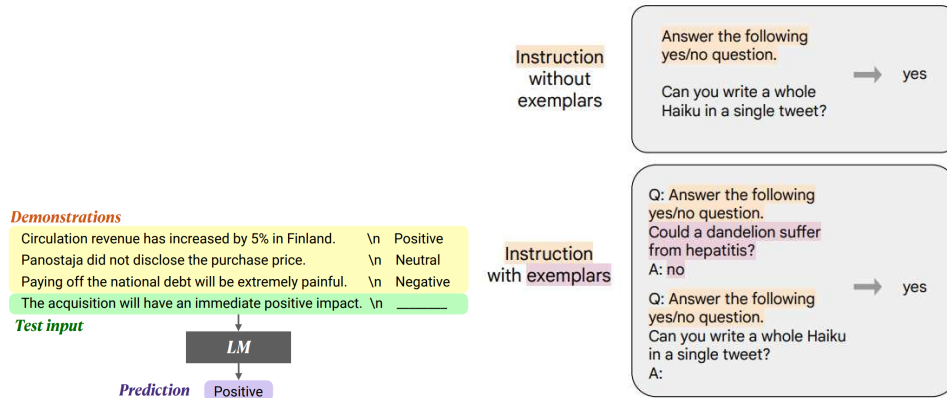 Demonstrations
Circulation revenue has increased by 5% in Finland. \n Positive
Panostaja did not disclose the purchase price. \n Neutral
Paying off the national debt will be extremely painful. \n Negative
The acquisition will have an immediate positive impact. \n ______
Test input
LM
Prediction Positive
Instruction
without
exemplars
Answer the following
yes/no question.
Can you write a whole
Haiku in a single tweet?
yes
Instruction
with exemplars
Q: Answer the following
yes/no question.
Could a dandelion suffer
from hepatitis?
A: no
Q: Answer the following
yes/no question.
Can you write a whole Haiku
in a single tweet?
A:
yes